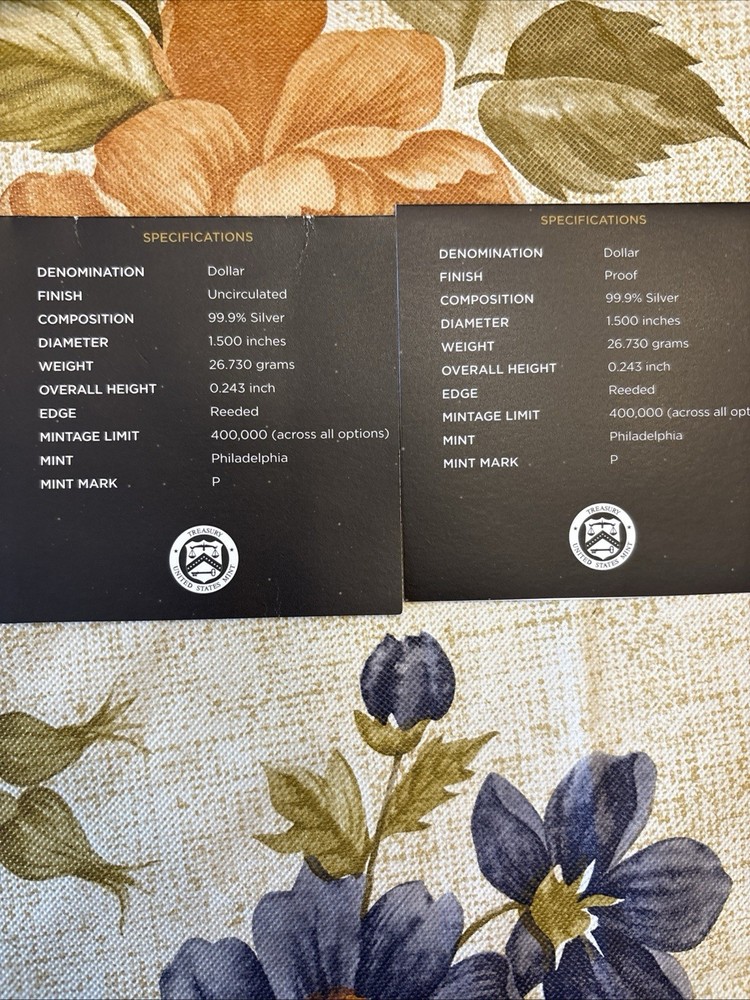 SPECIFICATIONS
DENOMINATION Dollar
FINISH Uncirculated
COMPOSITION 99.9% Silver
DIAMETER 1.500 inches
WEIGHT 26.730 grams
OVERALL HEIGHT 0.243 inch
EDGE Reeded
MINTAGE LIMIT 400,000 (across all options)
MINT Philadelphia
MINT MARK P
TREASURY
UNITED STATES MINT
SPECIFICATIONS
DENOMINATION Dollar
FINISH Proof
COMPOSITION 99.9% Silver
DIAMETER 1.500 inches
WEIGHT 26.730 grams
OVERALL HEIGHT 0.243 inch
EDGE Reeded
MINTAGE LIMIT 400,000 (across all opt
MINT Philadelphia
MINT MARK P
TREASURY
UNITED STATES MINT